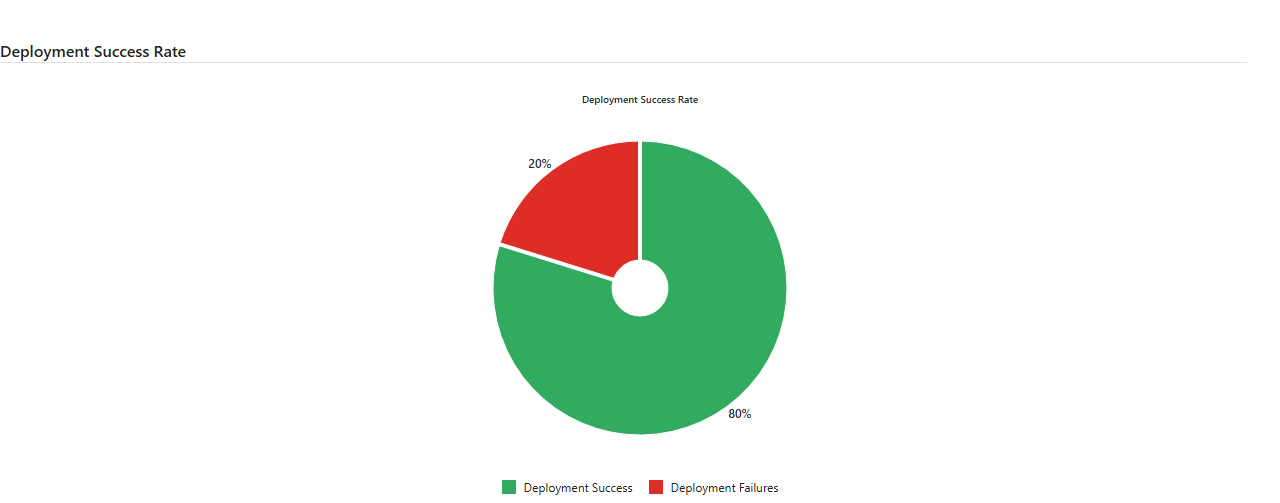 Deployment Success Rate
Deployment Success Rate
20%
80%
Deployment Success
Deployment Failures